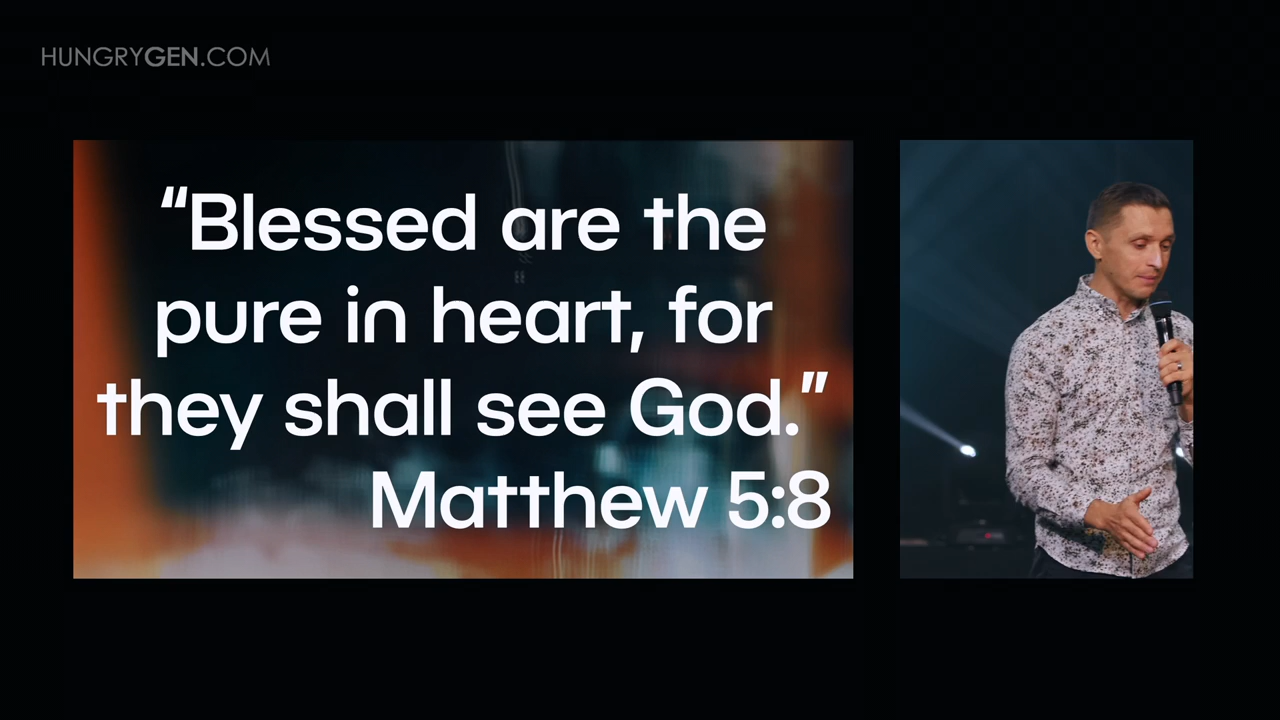 HUNGRYGEN.COM
“Blessed are the
pure in heart, for
they shall see God.”
Matthew 5:8